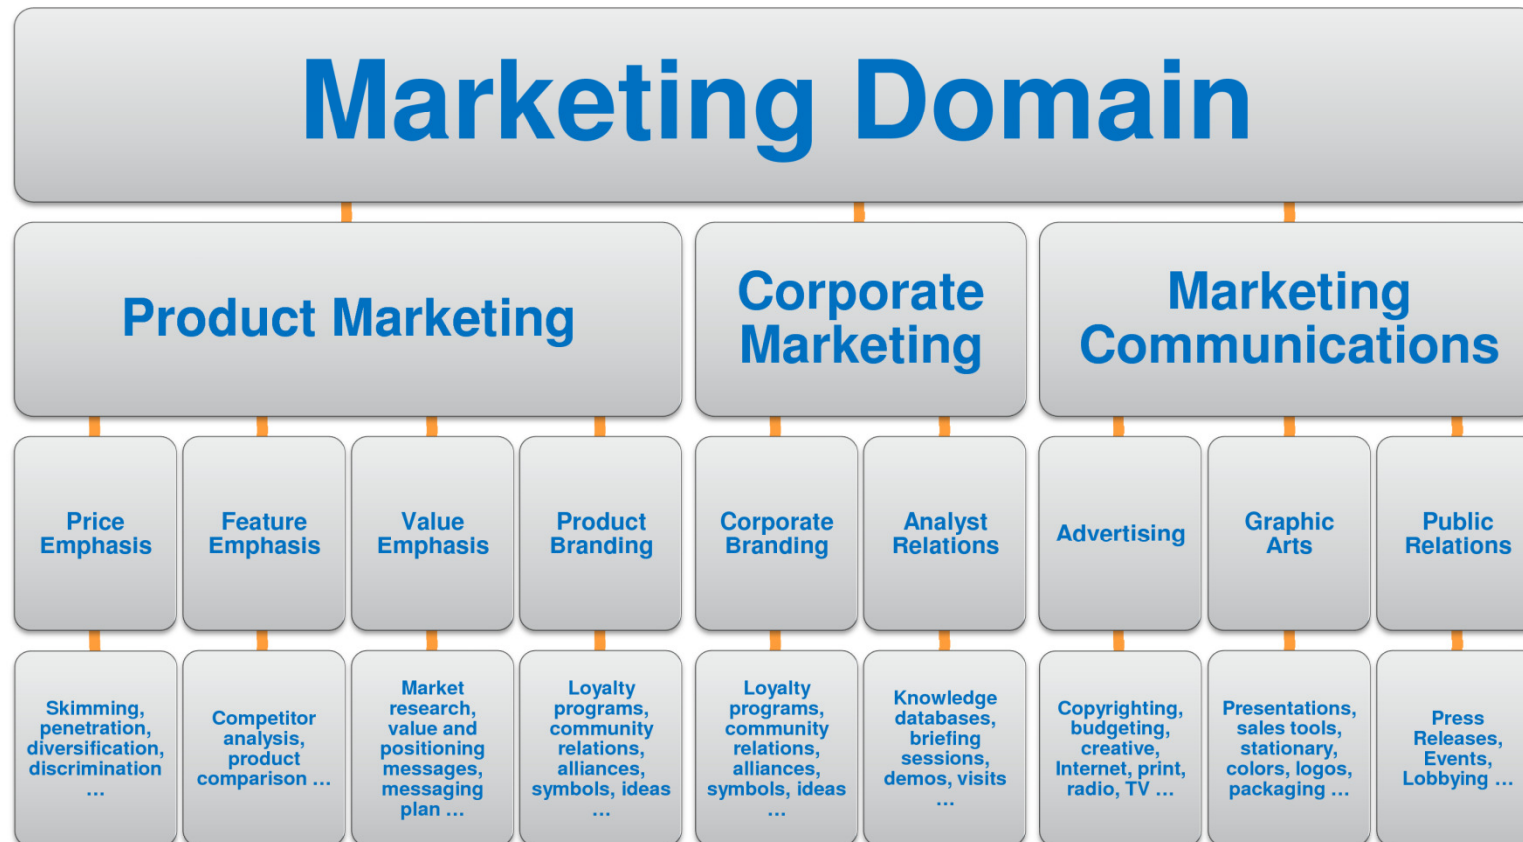 Marketing Domain
Product Marketing
Corporate
Marketing
Marketing
Communications
Price
Emphasis
Feature
Emphasis
Value
Emphasis
Product
Branding
Corporate
Branding
Analyst
Relations
Advertising
Graphic
Arts
Public
Relations
Skimming,
penetration,
diversification,
discrimination
...
Competitor
analysis,
product
comparison ...
Market
research,
value and
positioning
messages,
messaging
plan ...
Loyalty
programs,
community
relations,
alliances,
symbols, ideas
...
Loyalty
programs,
community
relations,
alliances,
symbols, ideas
...
Knowledge
databases,
briefing
sessions,
demos, visits
...
Copyrighting,
budgeting,
creative,
Internet, print,
radio, TV ...
Presentations,
sales tools,
stationary,
colors, logos,
packaging ...
Press
Releases,
Events,
Lobbying ...